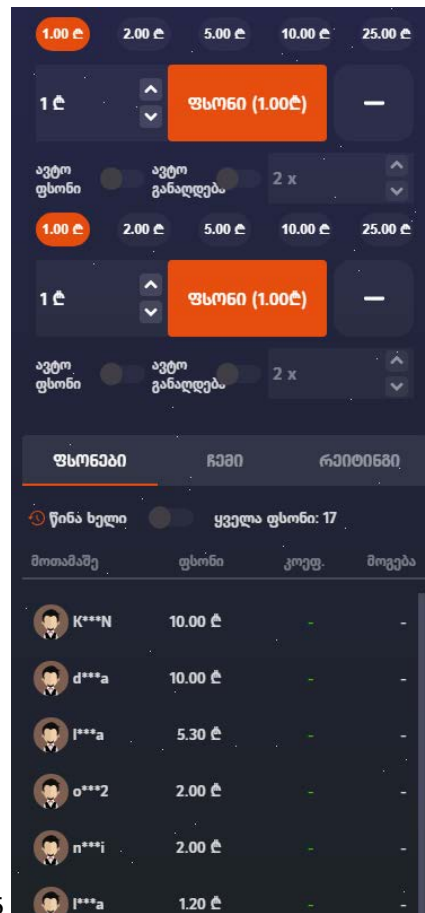 1.00 ₾ 2.00 ₾ 5.00 ₾ 10.00 ₾ 25.00 ₾
1 ₾ ᲤᲡᲝᲜᲘ (1.00₾) –
ავტო ფსონი ავტო განაღდება 2 x
1.00 ₾ 2.00 ₾ 5.00 ₾ 10.00 ₾ 25.00 ₾
1 ₾ ᲤᲡᲝᲜᲘ (1.00₾) –
ავტო ფსონი ავტო განაღდება 2 x
ᲤᲡᲝᲜᲔᲑᲘ ᲩᲔᲛᲘ ᲠᲔᲘᲢᲘᲜᲒᲘ
წინა ხელი ყველა ფსონი: 17
მოთამაშე ფსონი კოეფ. მოგება
K***N 10.00 ₾ - -
d***a 10.00 ₾ - -
l***a 5.30 ₾ - -
o***2 2.00 ₾ - -
n***i 2.00 ₾ - -
l***a 1.20 ₾ - -